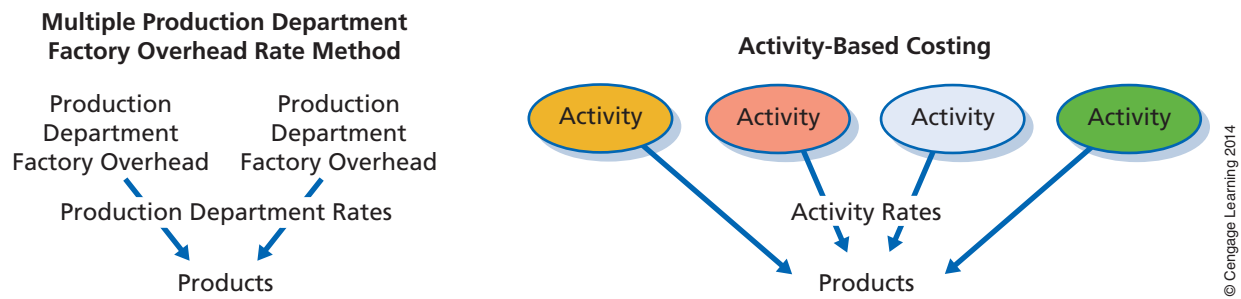 Multiple Production Department
Factory Overhead Rate Method
Production
Department
Factory Overhead
Production
Department
Factory Overhead
Production Department Rates
Products
Activity-Based Costing
Activity
Activity
Activity
Activity
Activity Rates
Products
© Cengage Learning 2014